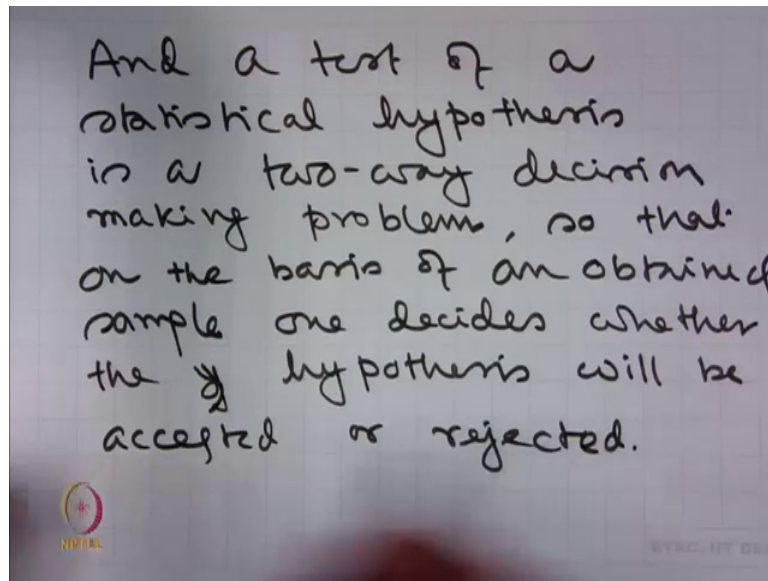 And a test of a
statistical hypothesis
is a two-way decision
making problem, so that
on the basis of an obtained
sample one decides whether
the hypothesis will be
accepted or rejected.
NPTEL